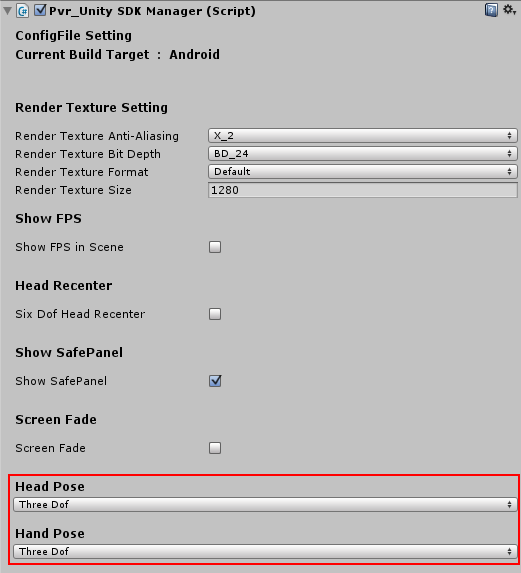 Pvr_Unity SDK Manager (Script)
ConfigFile Setting
Current Build Target : Android
Render Texture Setting
Render Texture Anti-Aliasing X_2
Render Texture Bit Depth BD_24
Render Texture Format Default
Render Texture Size 1280
Show FPS
Show FPS in Scene
Head Recenter
Six Dof Head Recenter
Show SafePanel
Show SafePanel
Screen Fade
Screen Fade
Head Pose
Three Dof
Hand Pose
Three Dof